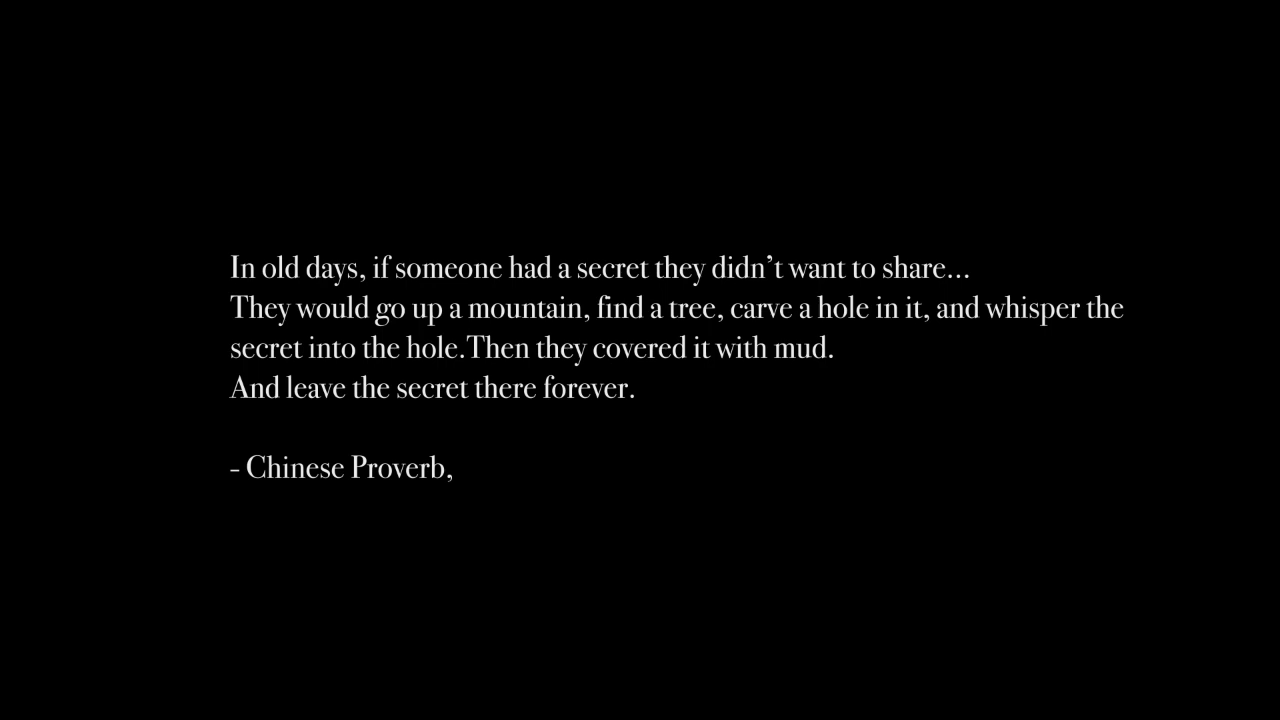 In old days, if someone had a secret they didn’t want to share...
They would go up a mountain, find a tree, carve a hole in it, and whisper the
secret into the hole.Then they covered it with mud.
And leave the secret there forever.
- Chinese Proverb,